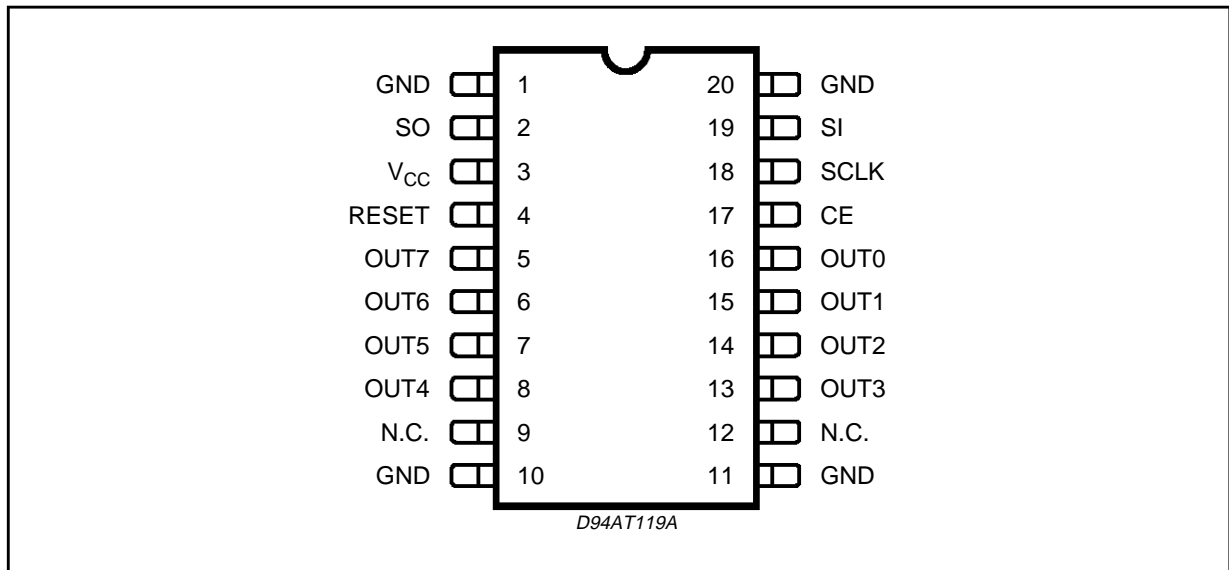 GND 1 20 GND
SO 2 19 SI
VCC 3 18 SCLK
RESET 4 17 CE
OUT7 5 16 OUT0
OUT6 6 15 OUT1
OUT5 7 14 OUT2
OUT4 8 13 OUT3
N.C. 9 12 N.C.
GND 10 11 GND
D94AT119A